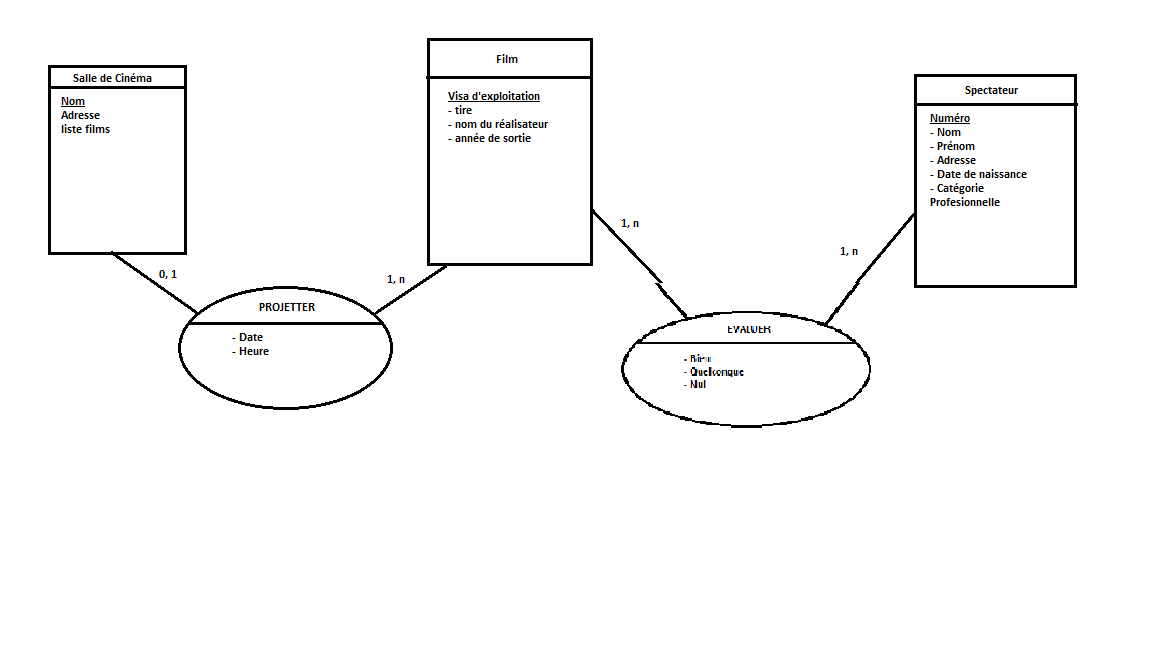 Salle de Cinéma
Nom
Adresse
liste films
0, 1
PROJETTER
- Date
- Heure
1, n
Film
Visa d'exploitation
- tire
- nom du réalisateur
- année de sortie
1, n
EVALUER
- Bien
- Quelconque
- Nul
1, n
Spectateur
Numéro
- Nom
- Prénom
- Adresse
- Date de naissance
- Catégorie
Profesionnelle